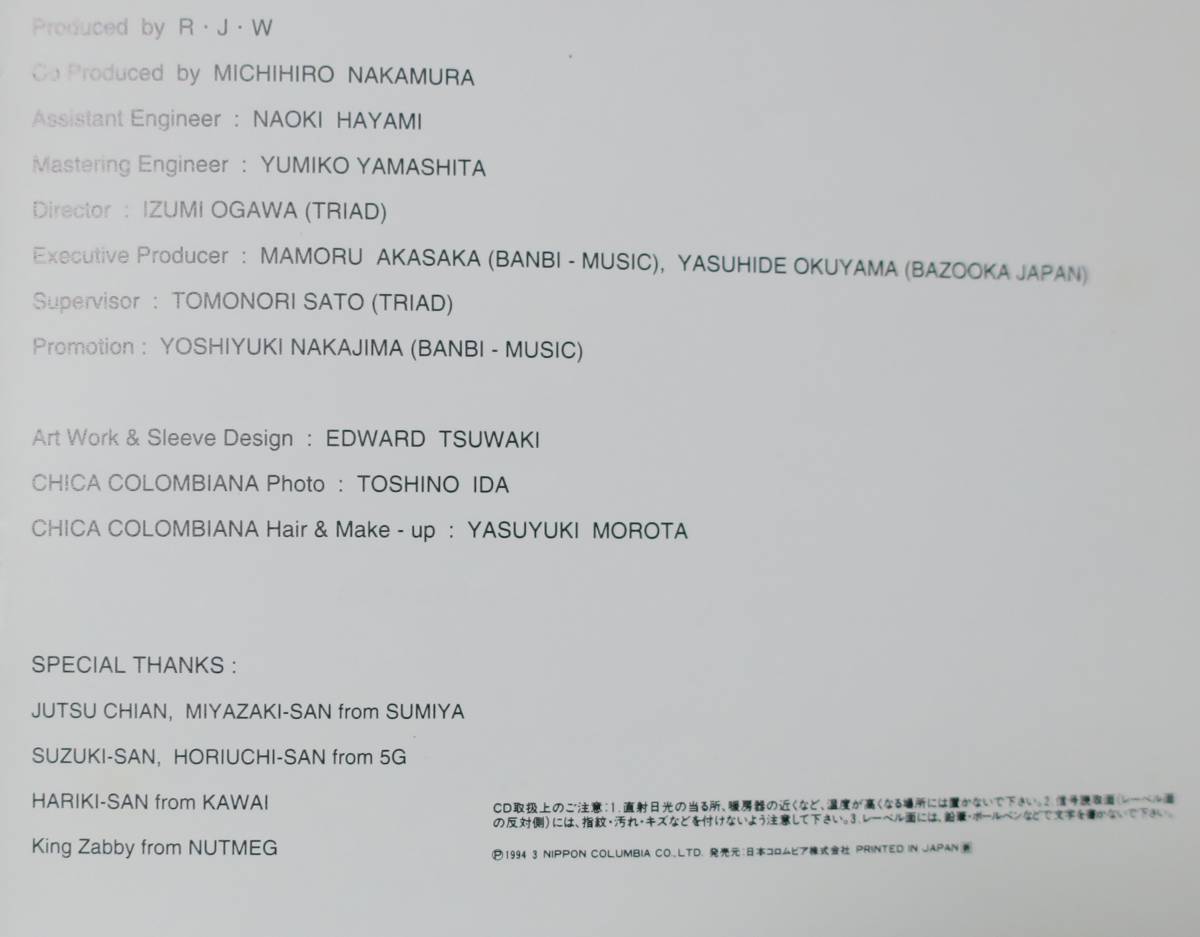 Produced by R・J・W
Co Produced by MICHIHIRO NAKAMURA
Assistant Engineer : NAOKI HAYAMI
Mastering Engineer : YUMIKO YAMASHITA
Director : IZUMI OGAWA (TRIAD)
Executive Producer : MAMORU AKASAKA (BANBI - MUSIC), YASUHIDE OKUYAMA (BAZOOKA JAPAN)
Supervisor : TOMONORI SATO (TRIAD)
Promotion : YOSHIYUKI NAKAJIMA (BANBI - MUSIC)
Art Work & Sleeve Design : EDWARD TSUWAKI
CHICA COLOMBIANA Photo : TOSHINO IDA
CHICA COLOMBIANA Hair & Make - up : YASUYUKI MOROTA
SPECIAL THANKS :
JUTSU CHIAN, MIYAZAKI-SAN from SUMIYA
SUZUKI-SAN, HORIUCHI-SAN from 5G
HARIKI-SAN from KAWAI
King Zabby from NUTMEG
CD取扱上のご注意:1.直射日光の当る所、暖房器の近くなど、温度が高くなる場所には置かないで下さい。2.信号読取面(レーベル面
の反対側)には、指紋・汚れ・キズなどを付けないよう注意して下さい。3.レーベル面には、鉛筆・ボールペンなどで文字を書かないで下さい。
Ⓟ1994 3 NIPPON COLUMBIA CO.,LTD. 発売元:日本コロムビア株式会社 PRINTED IN JAPAN